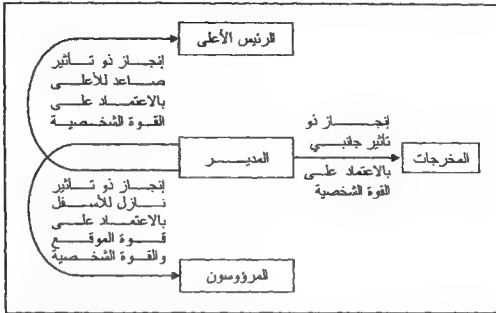 الرئيس الأعلى
إنجاز ذو تأثير
صاعد للأعلى
بالاعتماد على
القوة الشخصية
إنجاز ذو
تأثير جانبي
بالاعتماد على
القوة الشخصية
المدير
المخرجات
إنجاز ذو تأثير
نازل للأسفل
بالاعتماد على
قوة الموقع
والقوة الشخصية
المرؤوسون